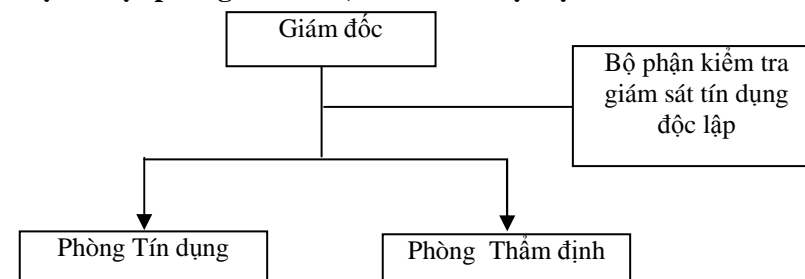 Giám đốc
Bộ phận kiểm tra
giám sát tín dụng
độc lập
Phòng Tín dụng
Phòng Thẩm định